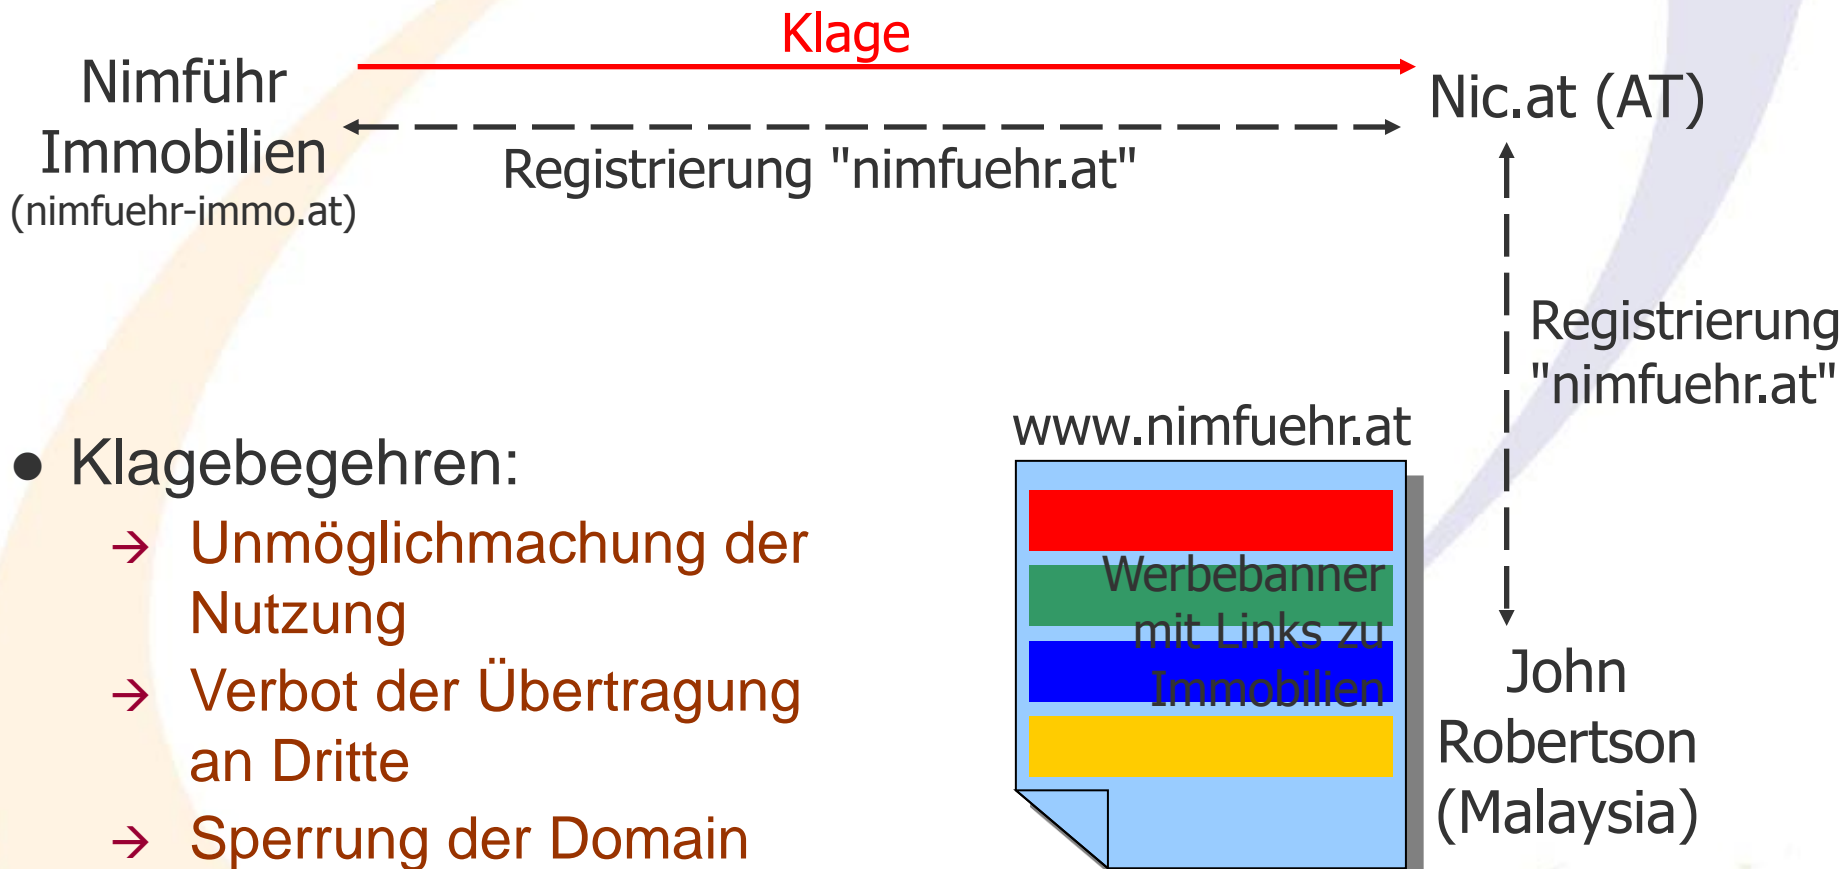 Klage
Nimführ
Immobilien
(nimfuehr-immo.at)
Nic.at (AT)
Registrierung "nimfuehr.at"
Registrierung
"nimfuehr.at"
● Klagebegehren:
→ Unmöglichmachung der
Nutzung
→ Verbot der Übertragung
an Dritte
→ Sperrung der Domain
www.nimfuehr.at
Werbebanner
mit Links zu
Immobilien
John
Robertson
(Malaysia)